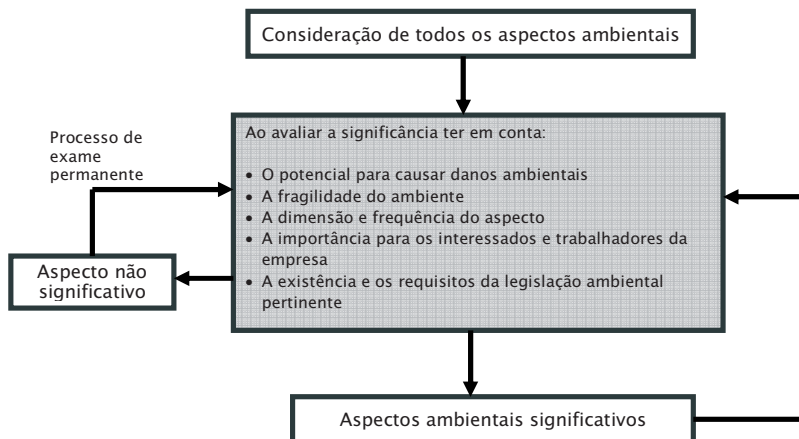 Consideração de todos os aspectos ambientais
Processo de
exame
permanente
Ao avaliar a significância ter em conta:
• O potencial para causar danos ambientais
• A fragilidade do ambiente
• A dimensão e frequência do aspecto
• A importância para os interessados e trabalhadores da
empresa
• A existência e os requisitos da legislação ambiental
pertinente
Aspecto não
significativo
Aspectos ambientais significativos